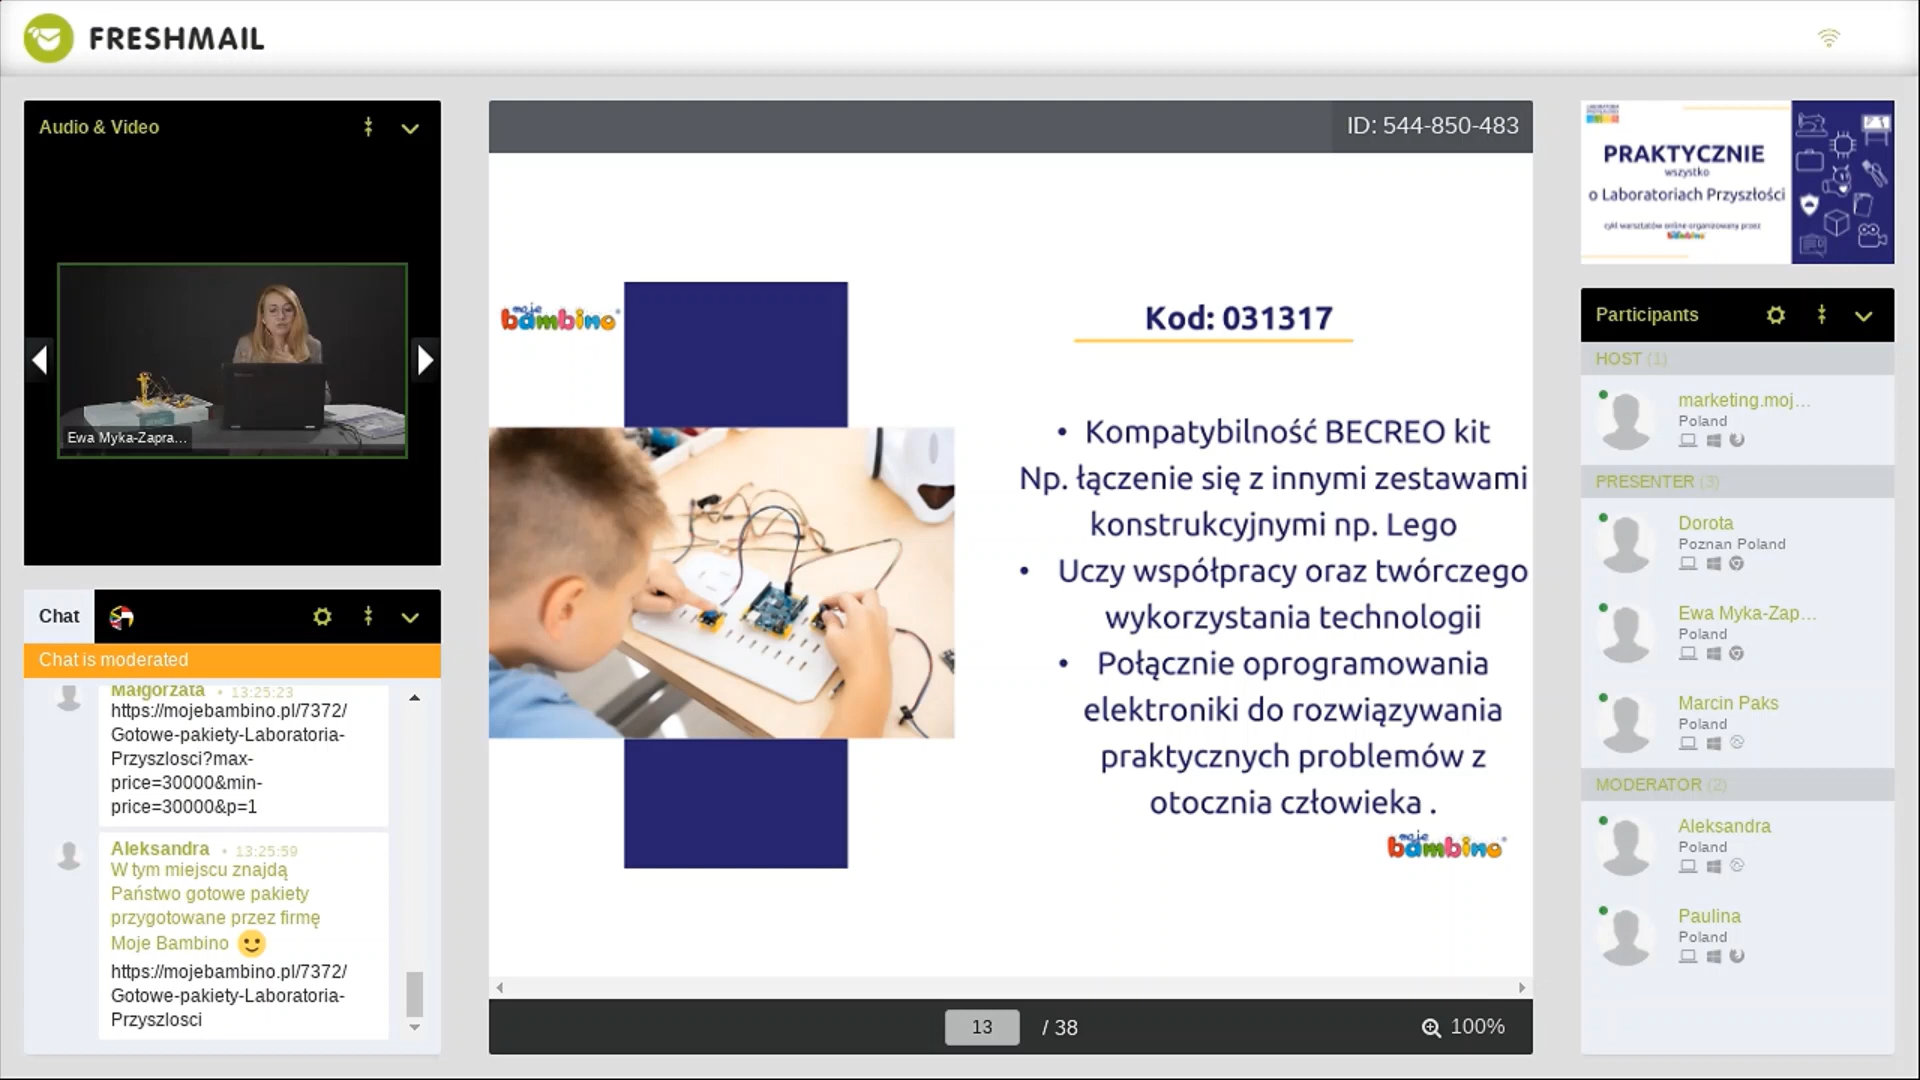 FRESHMAIL
Audio & Video
Ewa Myka-Zapra...
Chat
Chat is moderated
Małgorzata • 13:25:23
https://mojebambino.pl/7372/
Gotowe-pakiety-Laboratoria-
Przyszlosci?max-
price=30000&min-
price=30000&p=1
Aleksandra • 13:25:59
W tym miejscu znajdą
Państwo gotowe pakiety
przygotowane przez firmę
Moje Bambino
https://mojebambino.pl/7372/
Gotowe-pakiety-Laboratoria-
Przyszlosci
ID: 544-850-483
moje
bambino
Kod: 031317
• Kompatybilność BECREO kit
Np. łączenie się z innymi zestawami
konstrukcyjnymi np. Lego
• Uczy współpracy oraz twórczego
wykorzystania technologii
• Połącznie oprogramowania
elektroniki do rozwiązywania
praktycznych problemów z
otocznia człowieka .
moje
bambino
13 / 38
100%
PRAKTYCZNIE
wszystko
o Laboratoriach Przyszłości
cykl warsztatów online organizowany przez
bambino
Participants
HOST (1)
marketing.moj...
Poland
PRESENTER (3)
Dorota
Poznan Poland
Ewa Myka-Zap...
Poland
Marcin Paks
Poland
MODERATOR (2)
Aleksandra
Poland
Paulina
Poland